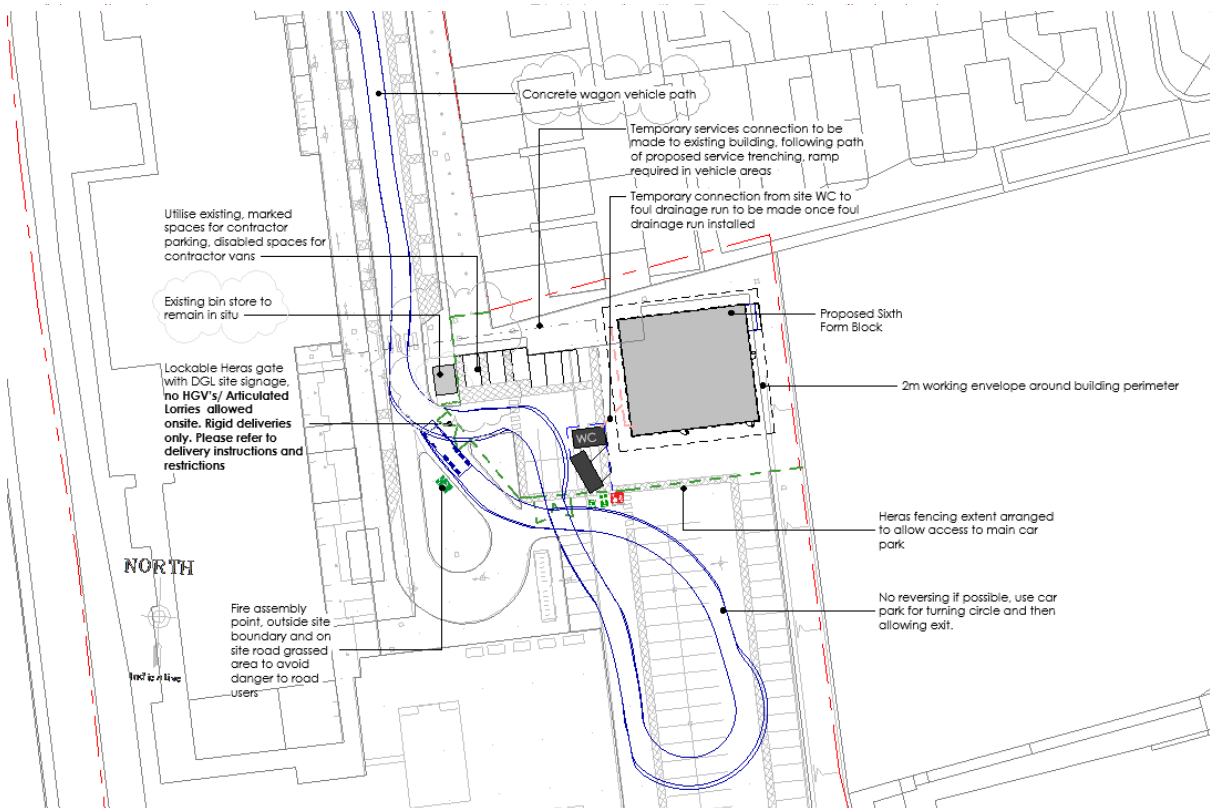 Concrete wagon vehicle path
Temporary services connection to be
made to existing building, following path
of proposed service trenching, ramp
required in vehicle areas
Temporary connection from site WC to
foul drainage run to be made once foul
drainage run installed
Utilise existing, marked
spaces for contractor
parking, disabled spaces for
contractor vans
Existing bin store to
remain in situ
Proposed Sixth
Form Block
Lockable Heras gate
with DGL site signage,
no HGV's/ Articulated
Lorries allowed
onsite. Rigid deliveries
only. Please refer to
delivery instructions and
restrictions
2m working envelope around building perimeter
WC
Heras fencing extent arranged
to allow access to main car
park
NORTH
Indicative
No reversing if possible, use car
park for turning circle and then
allowing exit.
Fire assembly
point, outside site
boundary and on
site road grassed
area to avoid
danger to road
users